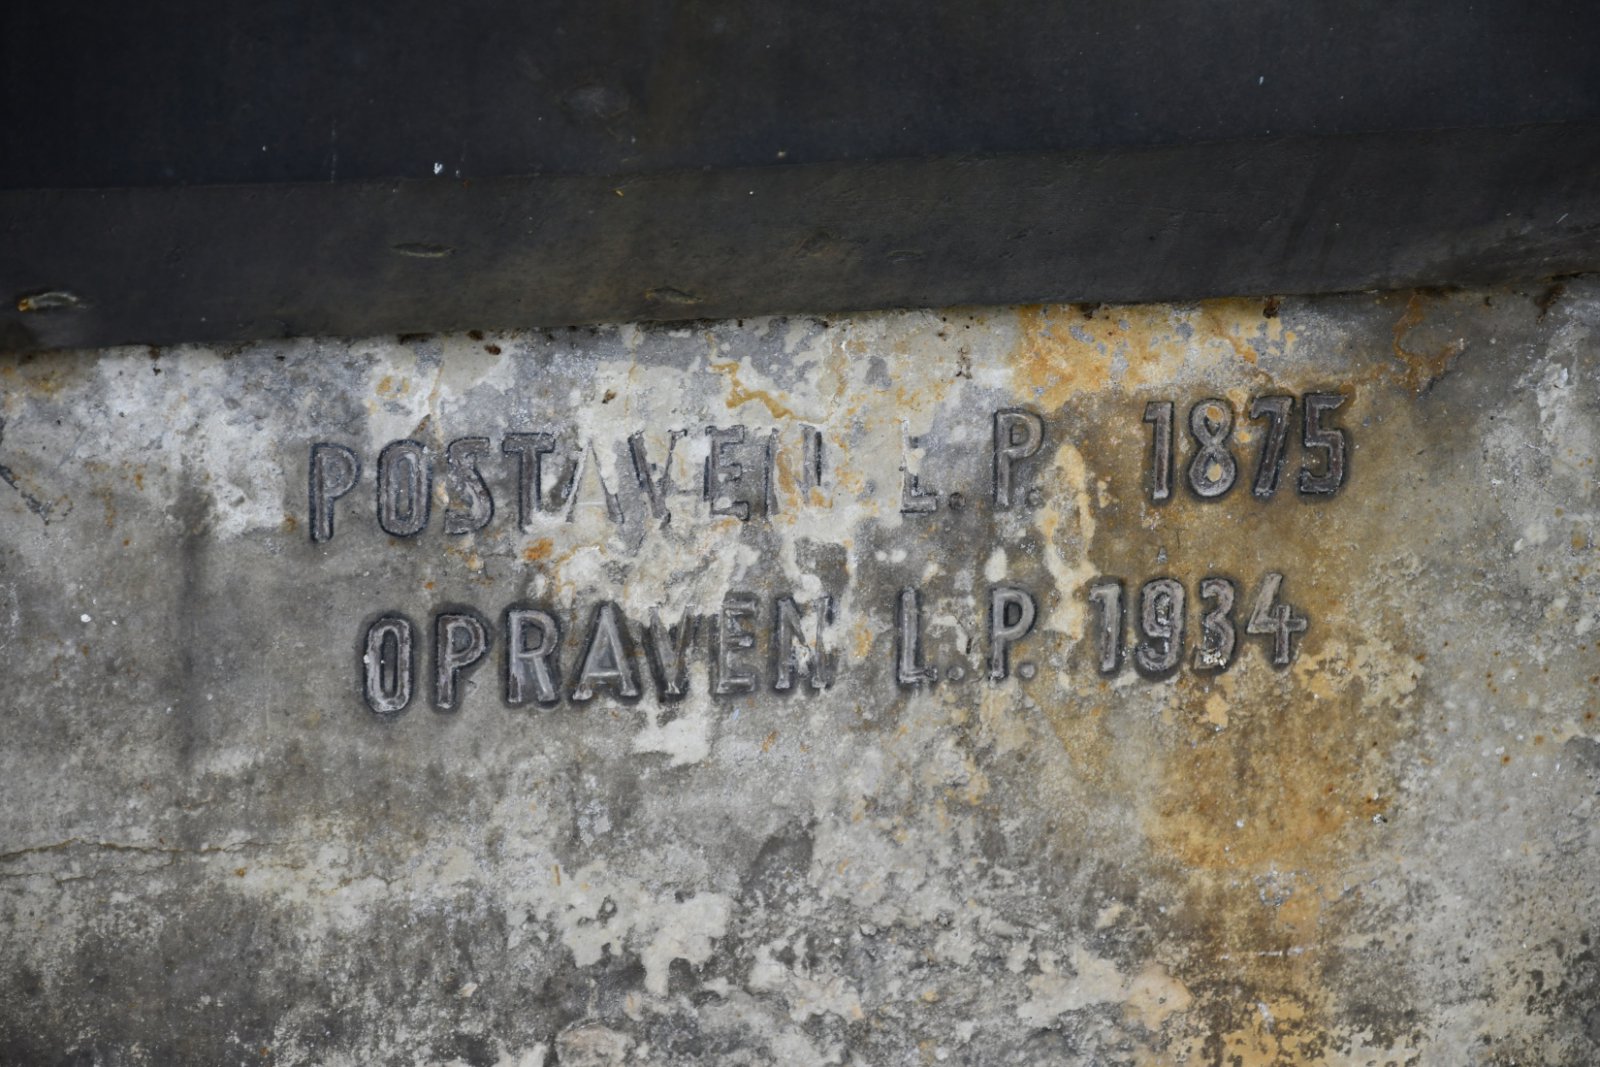 POSTAVEN L.P. 1875
OPRAVEN L.P. 1934